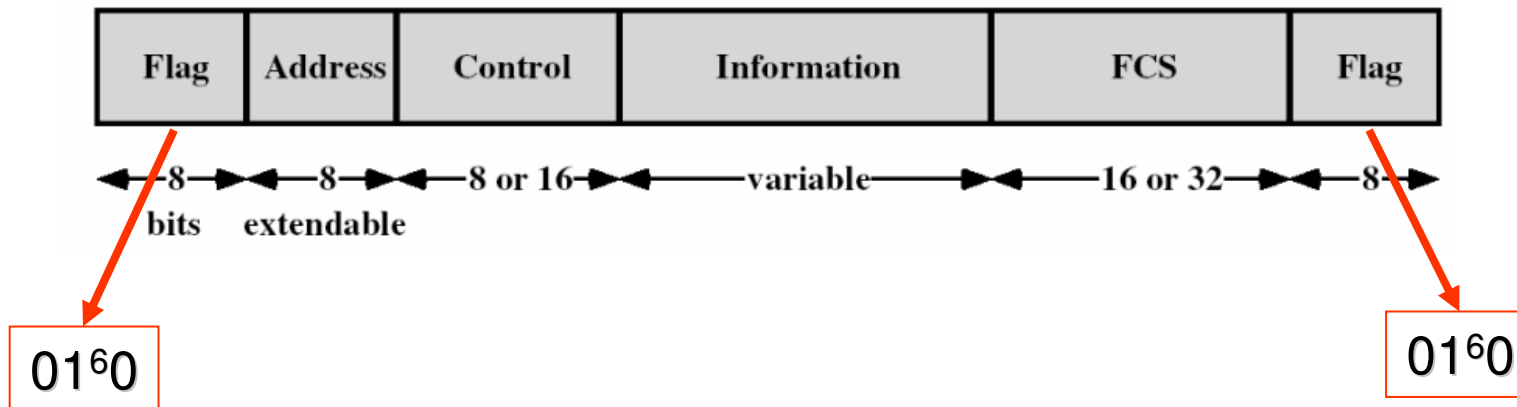 Flag Address Control Information FCS Flag
8 8 8 or 16 variable 16 or 32 8
bits extendable
01⁶0 01⁶0